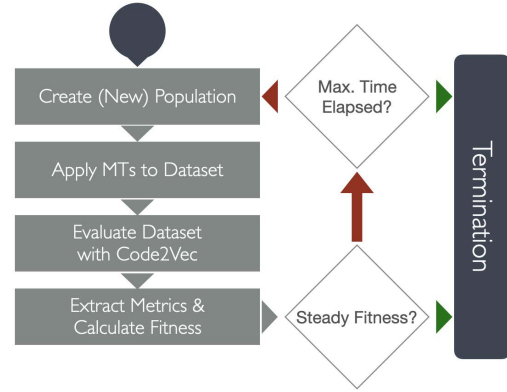 Create (New) Population
Apply MTs to Dataset
Evaluate Dataset
with Code2Vec
Extract Metrics &
Calculate Fitness
Steady Fitness?
Max. Time
Elapsed?
Termination